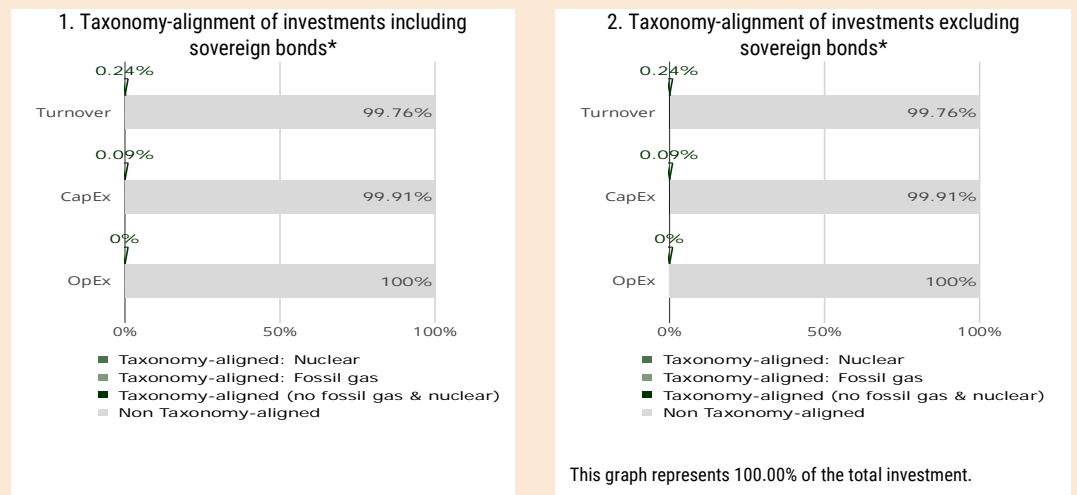 1. Taxonomy-alignment of investments including
sovereign bonds*
0.24%
Turnover 99.76%
0.09%
CapEx 99.91%
0%
OpEx 100%
0% 50% 100%
Taxonomy-aligned: Nuclear
Taxonomy-aligned: Fossil gas
Taxonomy-aligned (no fossil gas & nuclear)
Non Taxonomy-aligned
2. Taxonomy-alignment of investments excluding
sovereign bonds*
0.24%
Turnover 99.76%
0.09%
CapEx 99.91%
0%
OpEx 100%
0% 50% 100%
Taxonomy-aligned: Nuclear
Taxonomy-aligned: Fossil gas
Taxonomy-aligned (no fossil gas & nuclear)
Non Taxonomy-aligned
This graph represents 100.00% of the total investment.